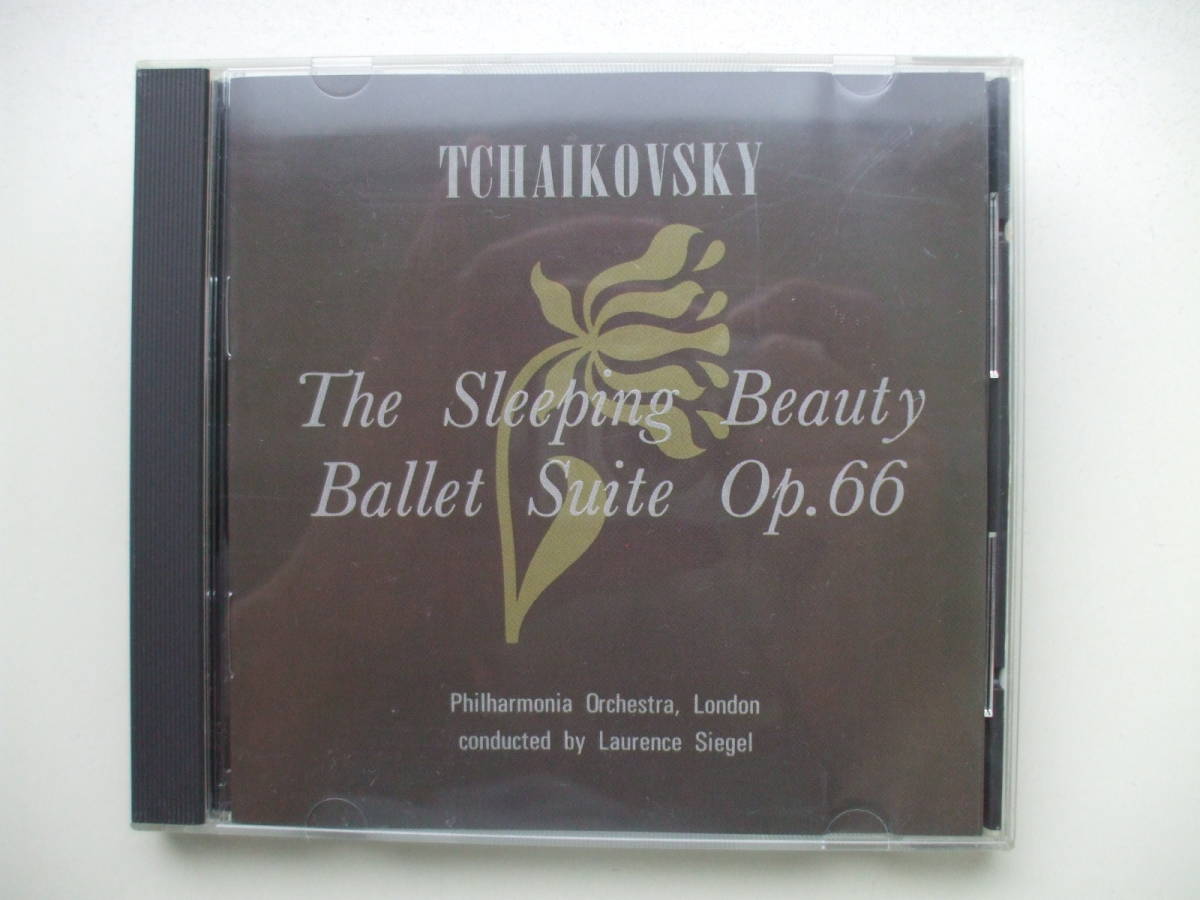 TCHAIKOVSKY
The Sleeping Beauty
Ballet Suite Op.66
Philharmonia Orchestra, London
conducted by Laurence Siegel